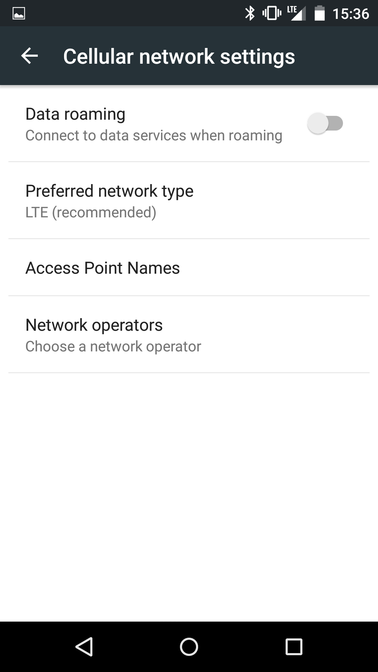 LTE 15:36
Cellular network settings
Data roaming
Connect to data services when roaming
Preferred network type
LTE (recommended)
Access Point Names
Network operators
Choose a network operator